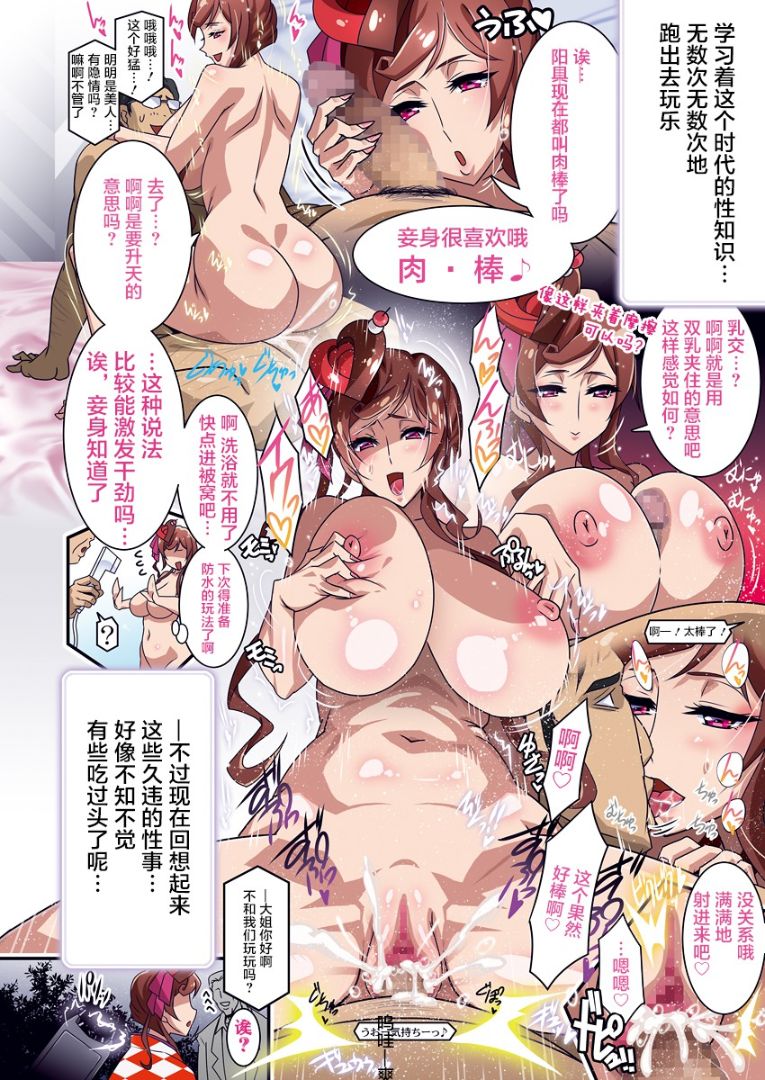 学习着这个时代的性知识…
无数次无数次地
跑出去玩乐
うふ♡
诶…
阳具现在都叫肉棒了吗
妾身很喜欢哦
肉·棒♪
哦哦哦…！
这个好猛…！
明明是美人…
有隐情吗？
嘛啊不管了
去了…？
啊啊是要升天的
意思吗？
…这种说法
比较能激发干劲吗…
诶，妾身知道了
乳交…？
啊啊就是用
双乳夹住的意思吧
这样感觉如何？
像这样夹着摩擦
可以吗？
啊 洗浴就不用了
快点进被窝吧…
下次得准备
防水的玩法了啊
？
啊一！太棒了！
啊啊♡
这个果然
好棒啊♡
没关系哦
满满地
射进来吧♡
…嗯嗯♡
—不过现在回想起来
这些久违的性事…
好像不知不觉
有些吃过头了呢…
—大姐你好啊
不和我们玩玩吗？
诶？
呜哇—爽